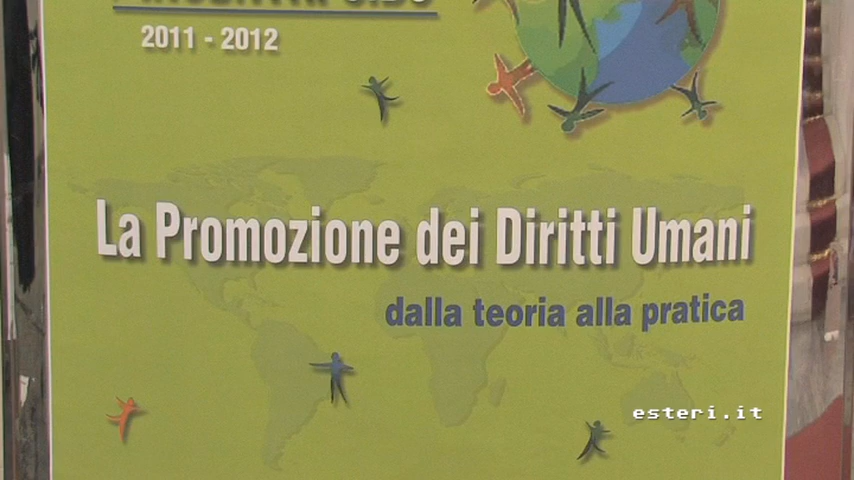 2011 - 2012
La Promozione dei Diritti Umani
dalla teoria alla pratica
esteri.it